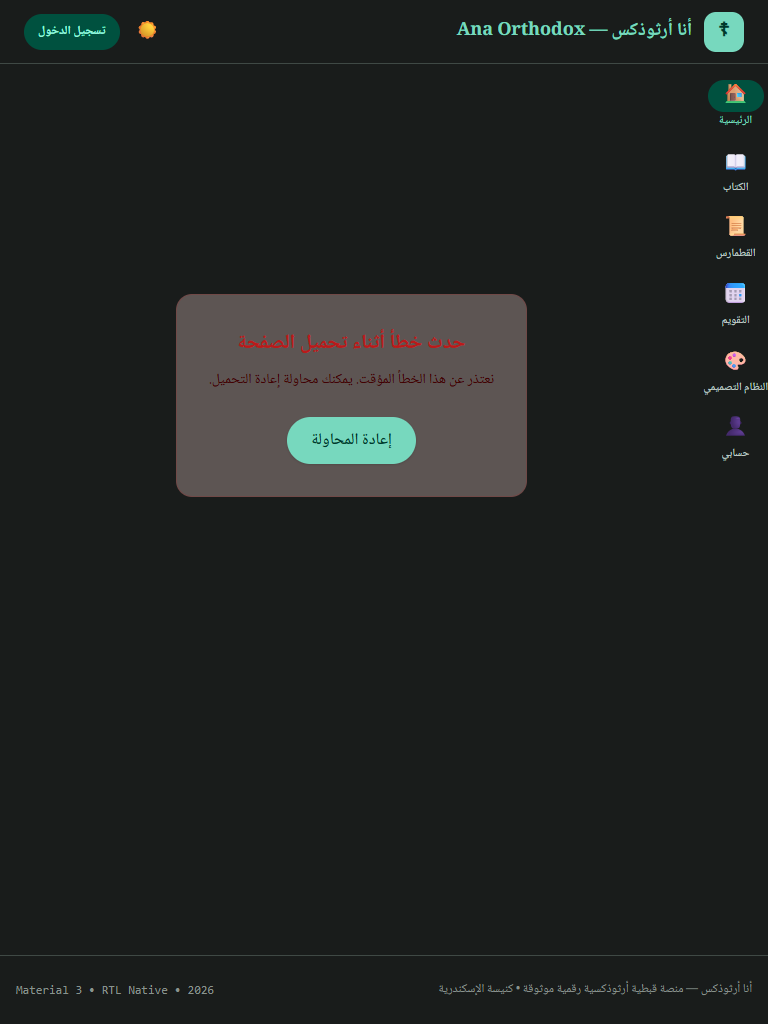 أنا أرثوذكس — Ana Orthodox
تسجيل الدخول
الرئيسية
الكتاب
القطمارس
التقويم
النظام التصميمي
حسابي
حدث خطأ أثناء تحميل الصفحة
نعتذر عن هذا الخطأ المؤقت. يمكنك محاولة إعادة التحميل.
إعادة المحاولة
أنا أرثوذكس — منصة قبطية أرثوذكسية رقمية موثوقة • كنيسة الإسكندرية
Material 3 • RTL Native • 2026